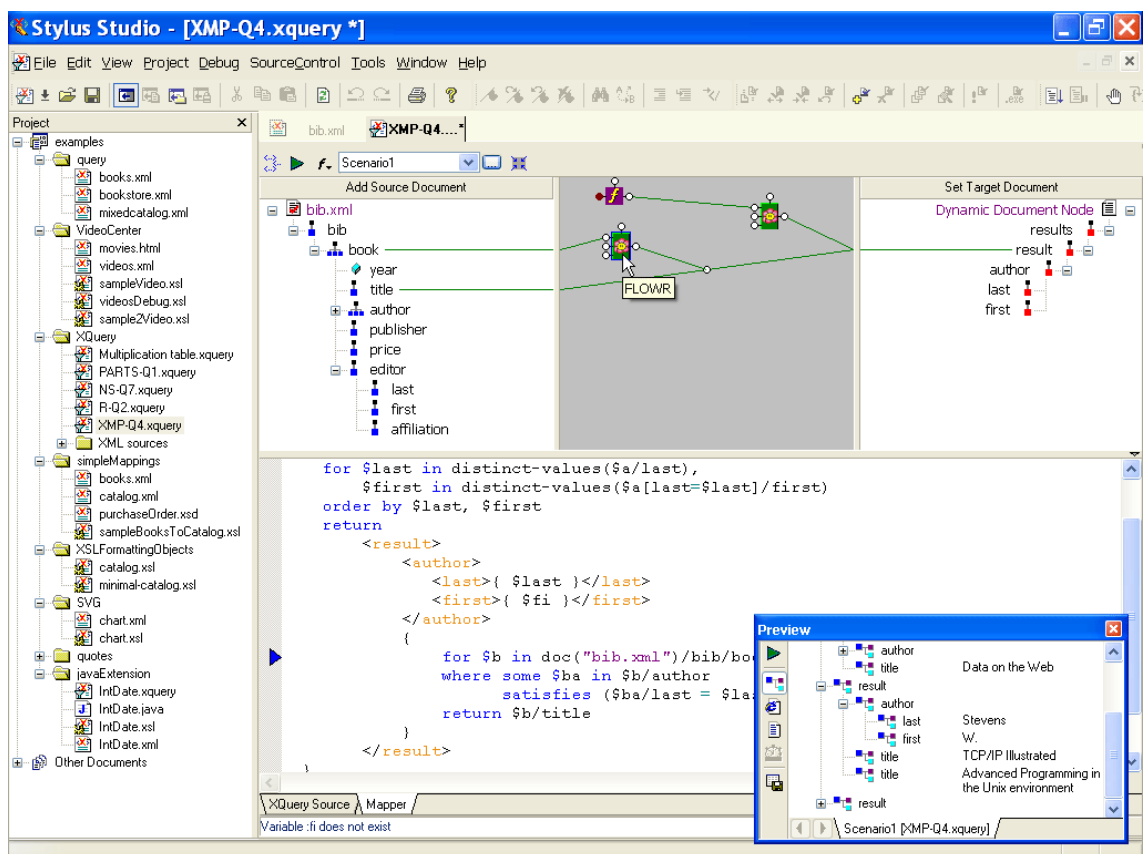 Stylus Studio - [XMP-Q4.xquery *]
File Edit View Project Debug SourceControl Tools Window Help
Project
examples
query
books.xml
bookstore.xml
mixedcatalog.xml
VideoCenter
movies.html
videos.xml
sampleVideo.xsl
videosDebug.xsl
sample2Video.xsl
XQuery
Multiplication table.xquery
PARTS-Q1.xquery
NS-Q7.xquery
R-Q2.xquery
XMP-Q4.xquery
XML sources
simpleMappings
books.xml
catalog.xml
purchaseOrder.xsd
sampleBooksToCatalog.xsl
XSLFormattingObjects
catalog.xsl
minimal-catalog.xsl
SVG
chart.xml
chart.xsl
quotes
javaExtension
IntDate.xquery
IntDate.java
IntDate.xsl
IntDate.xml
Other Documents
bib.xml
XMP-Q4....*
Scenario1
Add Source Document
bib.xml
bib
book
year
title
author
publisher
price
editor
last
first
affiliation
FLOWR
Set Target Document
Dynamic Document Node
results
result
author
last
first
for $last in distinct-values($a/last),
$first in distinct-values($a[last=$last]/first)
order by $last, $first
return
<result>
<author>
<last>{ $last }</last>
<first>{ $fi }</first>
</author>
{
for $b in doc("bib.xml")/bib/boo
where some $ba in $b/author
satisfies ($ba/last = $las
return $b/title
}
</result>
XQuery Source Mapper
Variable :fi does not exist
Preview
author
title Data on the Web
result
author
last Stevens
first W.
title TCP/IP Illustrated
title Advanced Programming in
the Unix environment
result
Scenario1 [XMP-Q4.xquery]